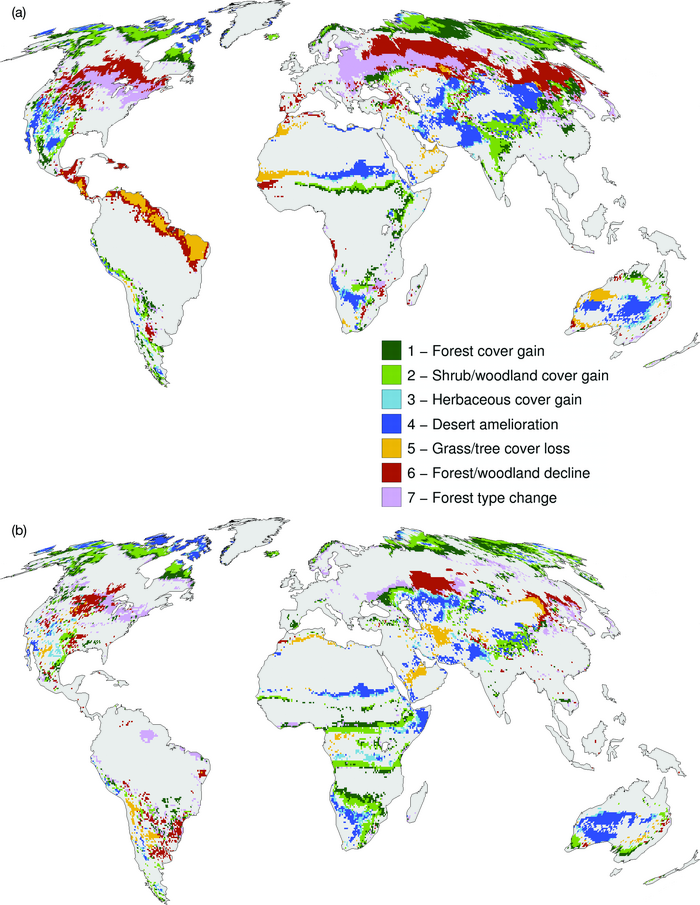 (a)
1 – Forest cover gain
2 – Shrub/woodland cover gain
3 – Herbaceous cover gain
4 – Desert amelioration
5 – Grass/tree cover loss
6 – Forest/woodland decline
7 – Forest type change
(b)